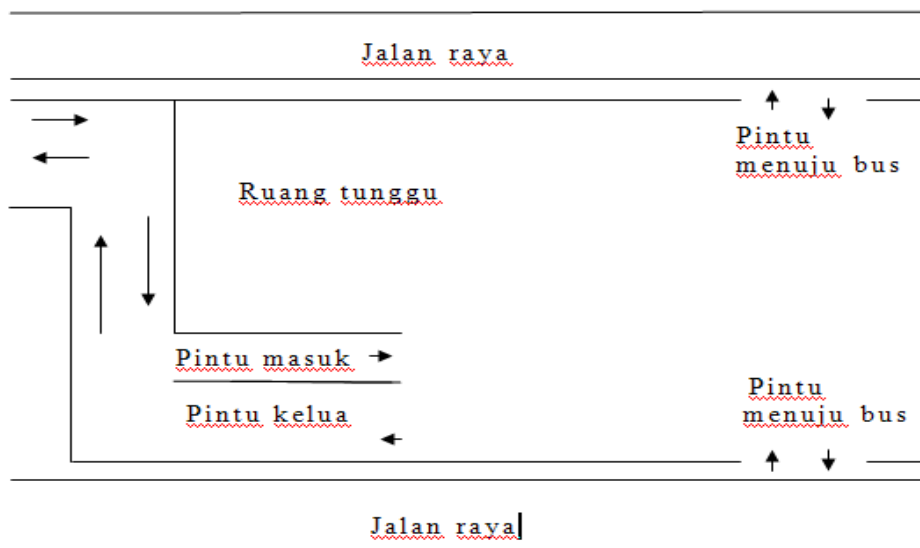 Jalan raya
Pintu
menuju bus
Ruang tunggu
Pintu masuk
Pintu kelua
Pintu
menuju bus
Jalan raya